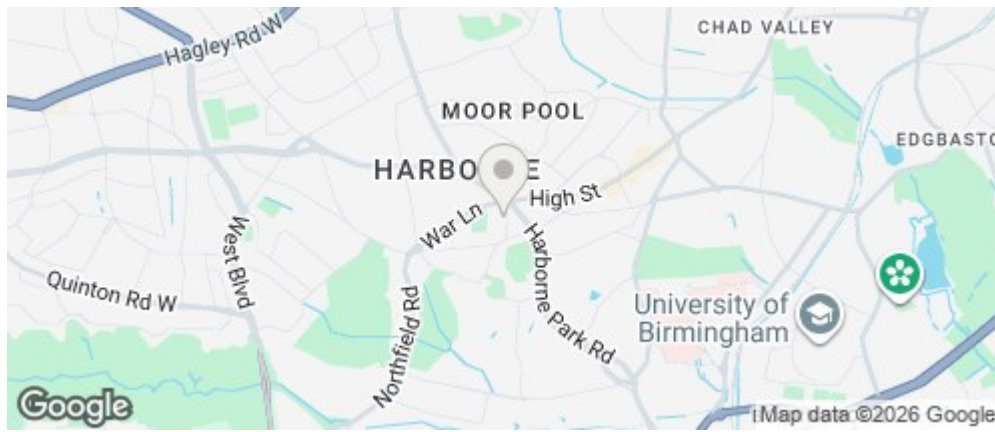 Hagley Rd W
CHAD VALLEY
MOOR POOL
EDGBASTO
HARBO E
High St
War Ln
West Blvd
Harborne Park Rd
Quinton Rd W
Northfield Rd
University of
Birmingham
Google
Map data ©2026 Google